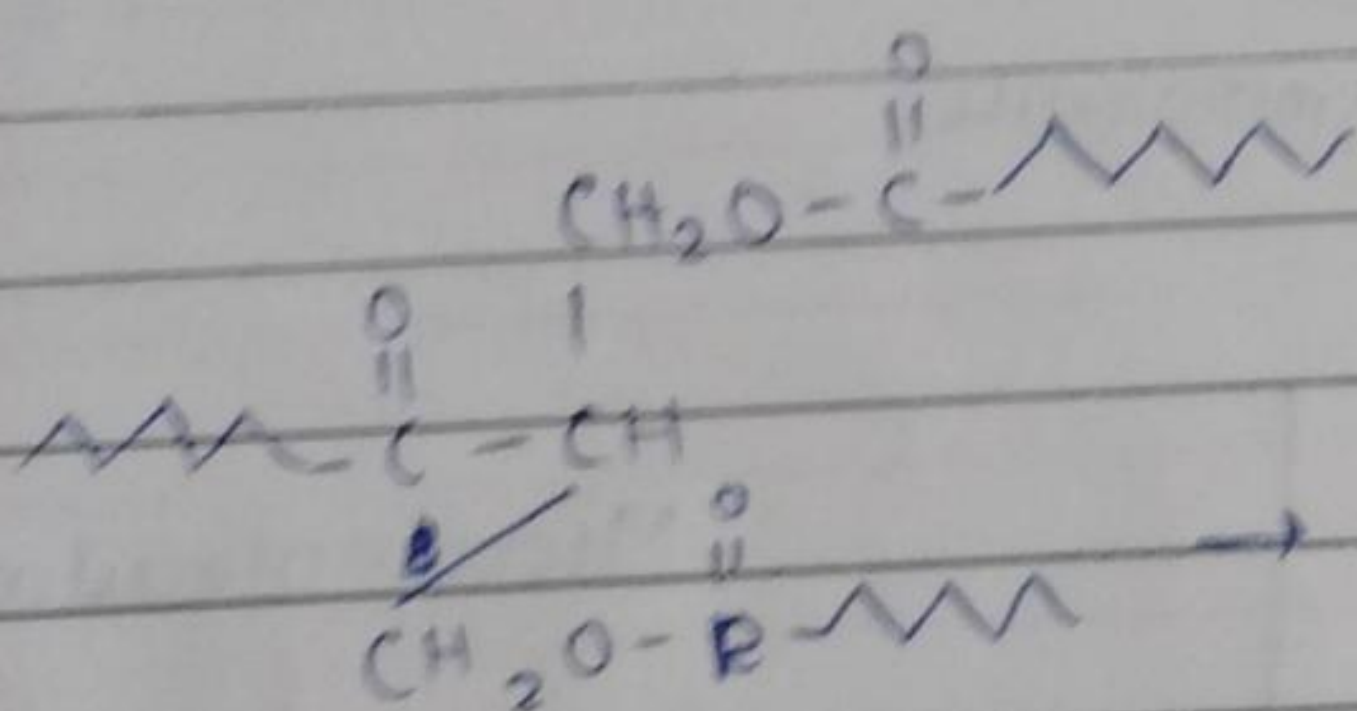 O
||
CH₂O - C -
O |
||
C - CH
O
||
CH₂O -
→